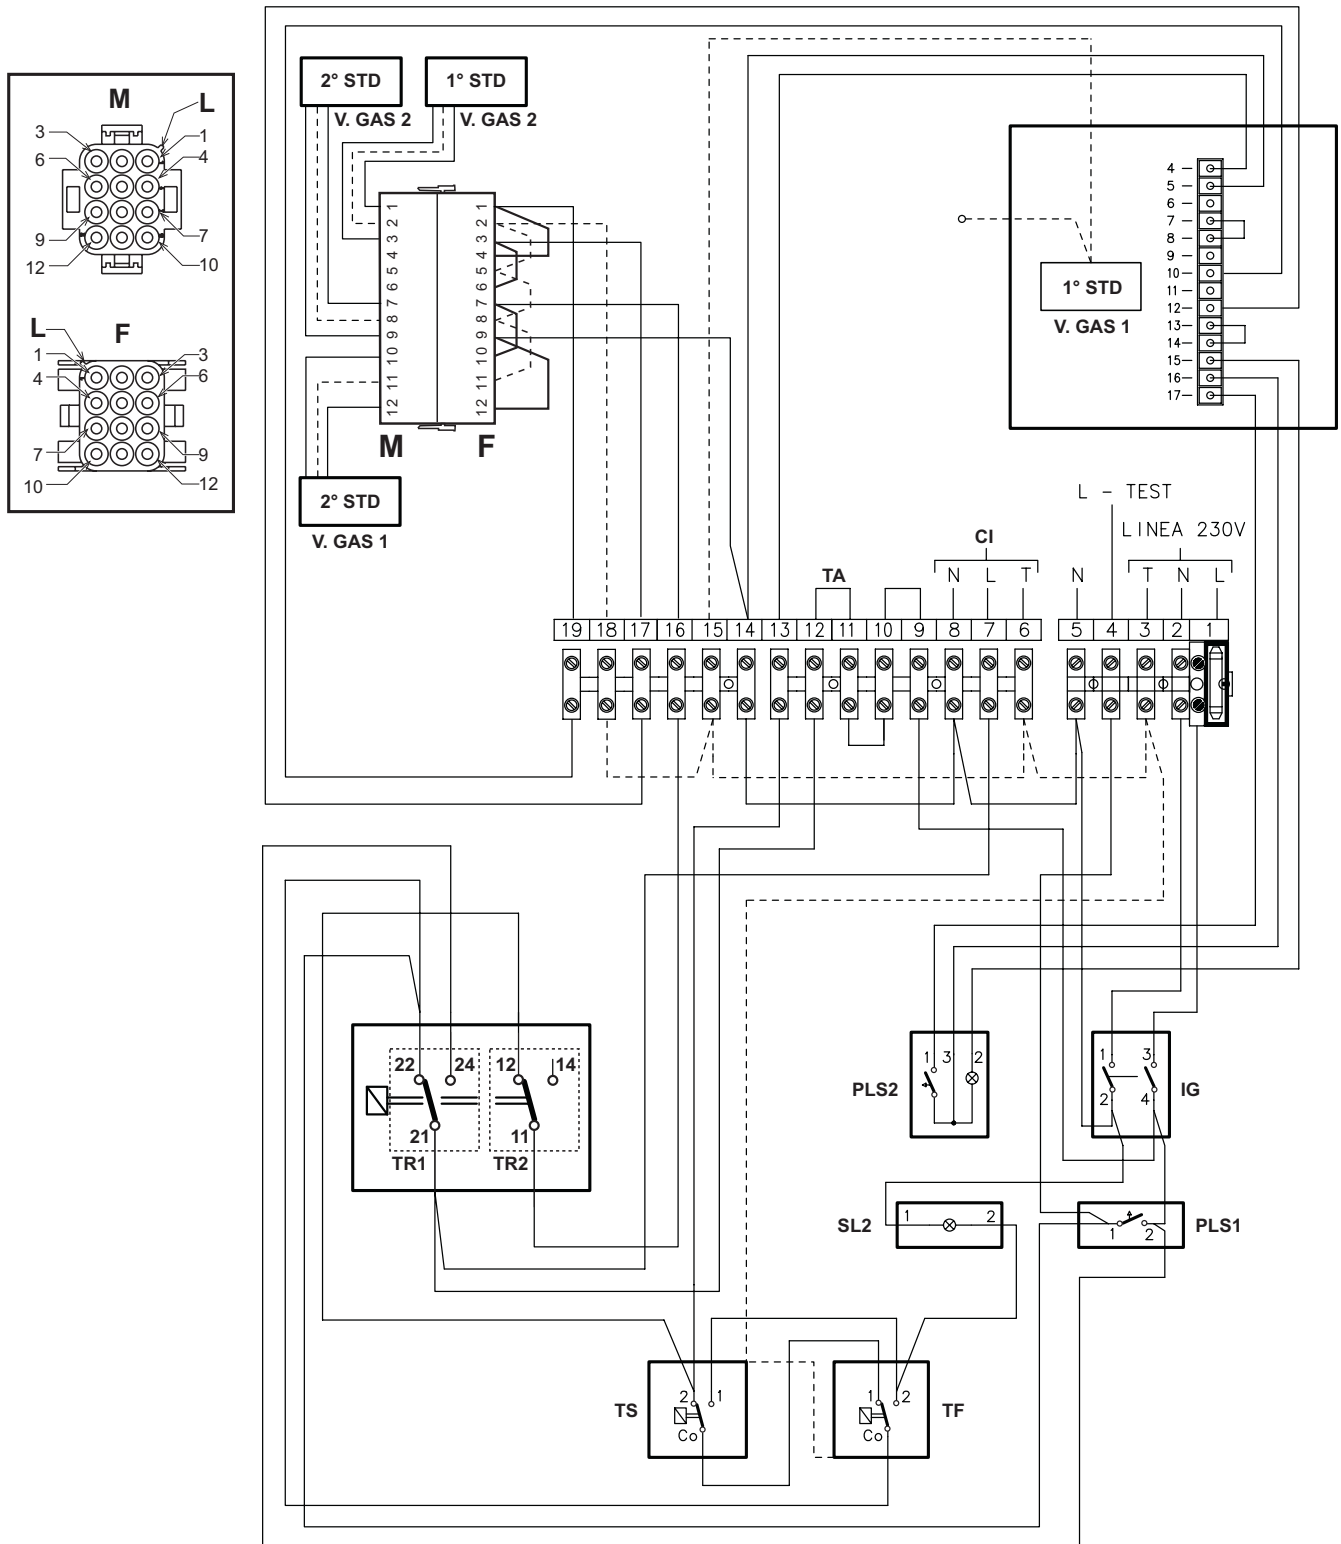 2° STD
1° STD
V. GAS 2
V. GAS 2
M
L
3
1
6
4
9
7
12
10
L
F
1
3
4
6
7
9
10
12
1
2
3
4
5
6
7
8
9
10
11
12
1
2
3
4
5
6
7
8
9
10
11
12
M
F
2° STD
V. GAS 1
4
5
6
7
8
9
10
11
12
13
14
15
16
17
1° STD
V. GAS 1
L - TEST
LINEA 230V
CI
TA
N L T
N
T N L
19 18 17 16 15 14 13 12 11 10 9 8 7 6
5 4 3 2 1
22 24 12 14
21 11
TR1 TR2
1 3 2
PLS2
1 3
2 4
IG
SL2
1 2
1 2
PLS1
TS
2 1
Co
1 2
Co
TF